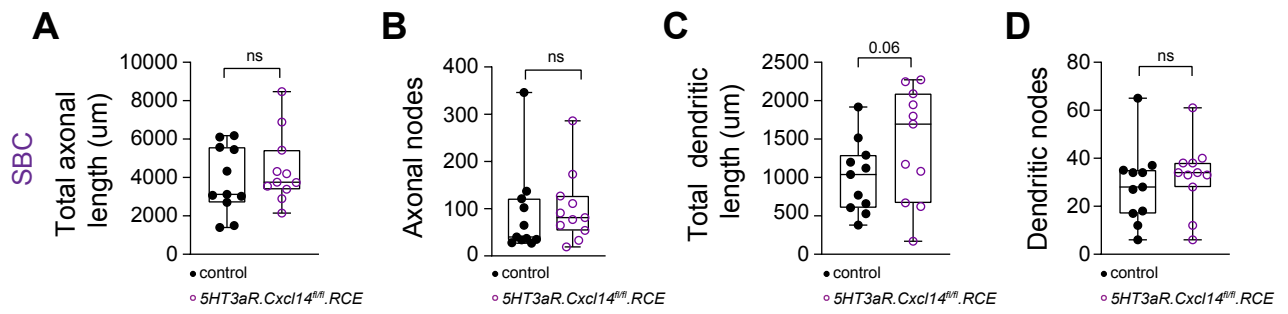 A
B
C
D
SBC
Total axonal
length (um)
10000
8000
6000
4000
2000
0
ns
control
5HT3aR.Cxcl14fl/fl.RCE
Axonal nodes
400
300
200
100
0
ns
control
5HT3aR.Cxcl14fl/fl.RCE
Total dendritic
length (um)
2500
2000
1500
1000
500
0
0.06
control
5HT3aR.Cxcl14fl/fl.RCE
Dendritic nodes
80
60
40
20
0
ns
control
5HT3aR.Cxcl14fl/fl.RCE